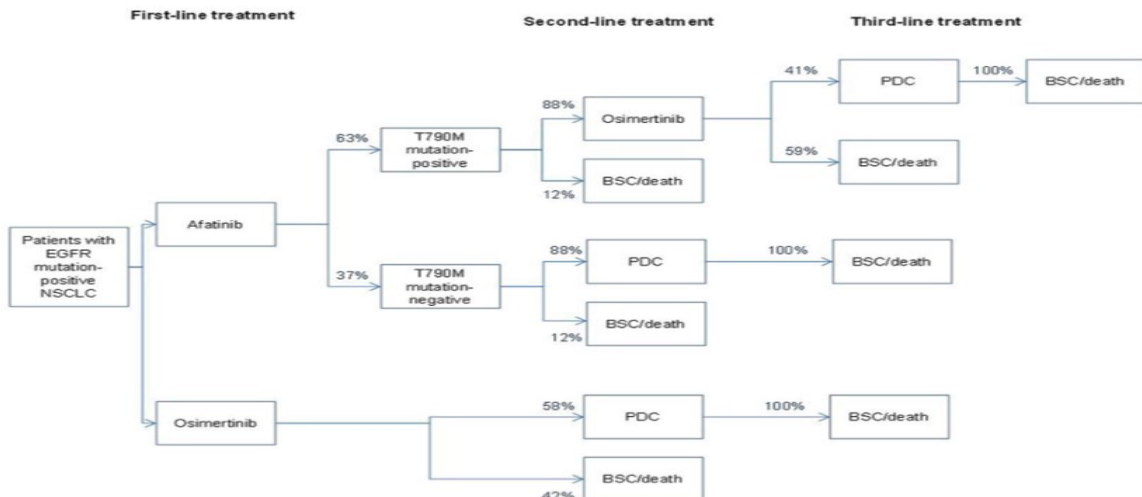 First-line treatment
Second-line treatment
Third-line treatment
41%
PDC
100%
BSC/death
88%
Osimertinib
63%
T790M
mutation-
positive
59%
BSC/death
BSC/death
12%
Afatinib
Patients with
EGFR
mutation-
positive
NSCLC
88%
PDC
100%
BSC/death
37%
T790M
mutation-
negative
BSC/death
12%
58%
PDC
100%
BSC/death
Osimertinib
BSC/death
42%